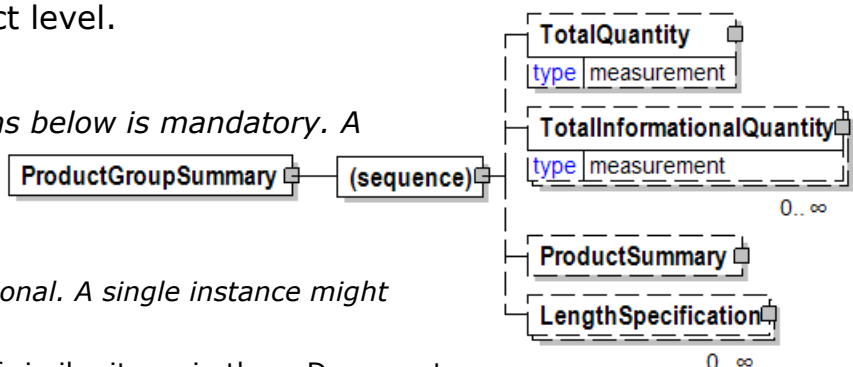 ct level.
TotalQuantity
type measurement
ns below is mandatory. A
TotalInformationalQuantity
type measurement
0.. ∞
ProductGroupSummary
(sequence)
ProductSummary
onal. A single instance might
LengthSpecification
0.. ∞